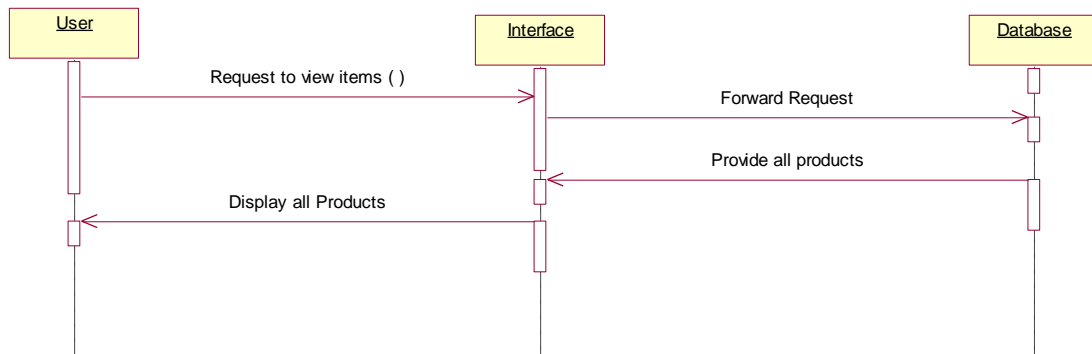 User
Interface
Database
Request to view items ( )
Forward Request
Provide all products
Display all Products